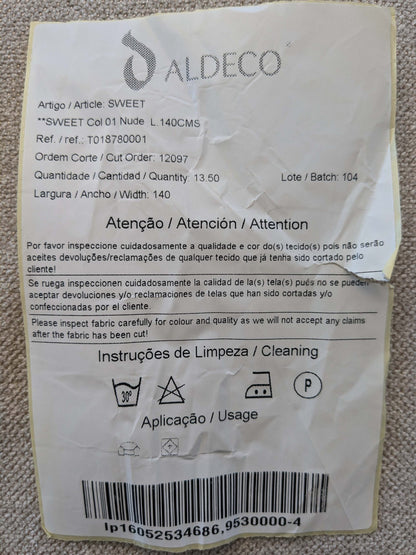 ALDECO
Artigo / Article: SWEET
**SWEET Col 01 Nude L.140CMS
Ref. / ref.: T018780001
Ordem Corte / Cut Order: 12097
Quantidade / Cantidad / Quantity: 13.50 Lote / Batch: 104
Largura / Ancho / Width: 140
Atenção / Atención / Attention
Por favor inspeccione cuidadosamente a qualidade e cor do(s) tecido(s) pois não serão
aceites devoluções/reclamações de qualquer tecido que já tenha sido cortado pelo
cliente!
Se ruega inspeccionen cuidadosamente la calidad de la(s) tela(s) pués no se pueden
aceptar devoluciones y/o reclamaciones de telas que han sido cortadas y/o
confeccionadas por el cliente.
Please inspect fabric carefully for colour and quality as we will not accept any claims
after the fabric has been cut!
Instruções de Limpeza / Cleaning
30°
P
Aplicação / Usage
lp16052534686,9530000-4